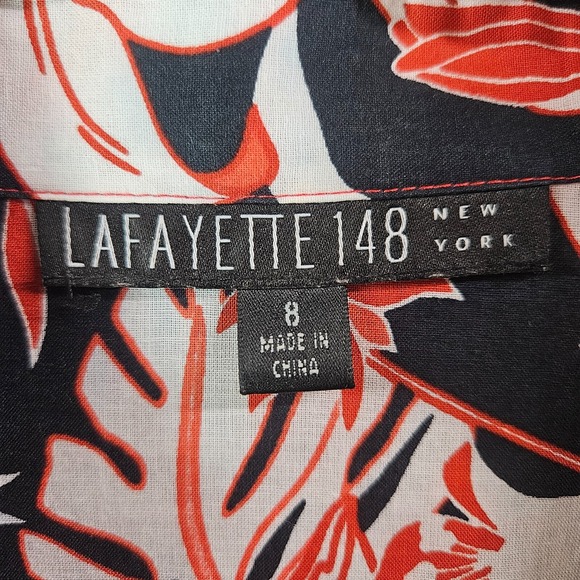 LAFAYETTE 148 NEW YORK
8
MADE IN
CHINA